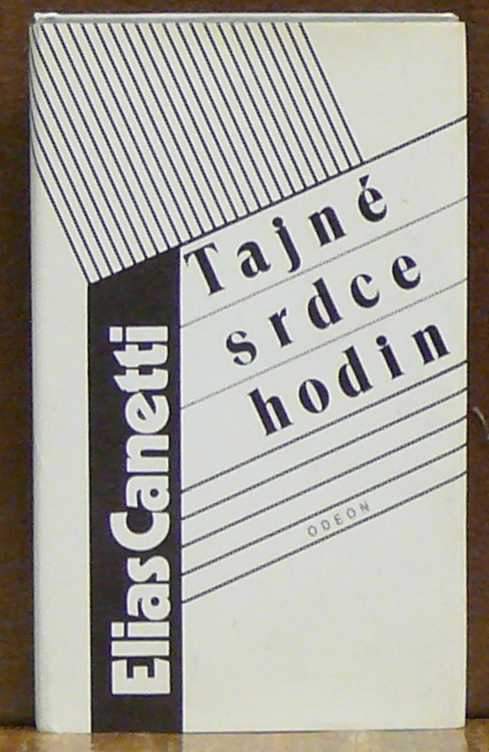 Tajné
srdce
hodin
Elias Canetti
ODEON